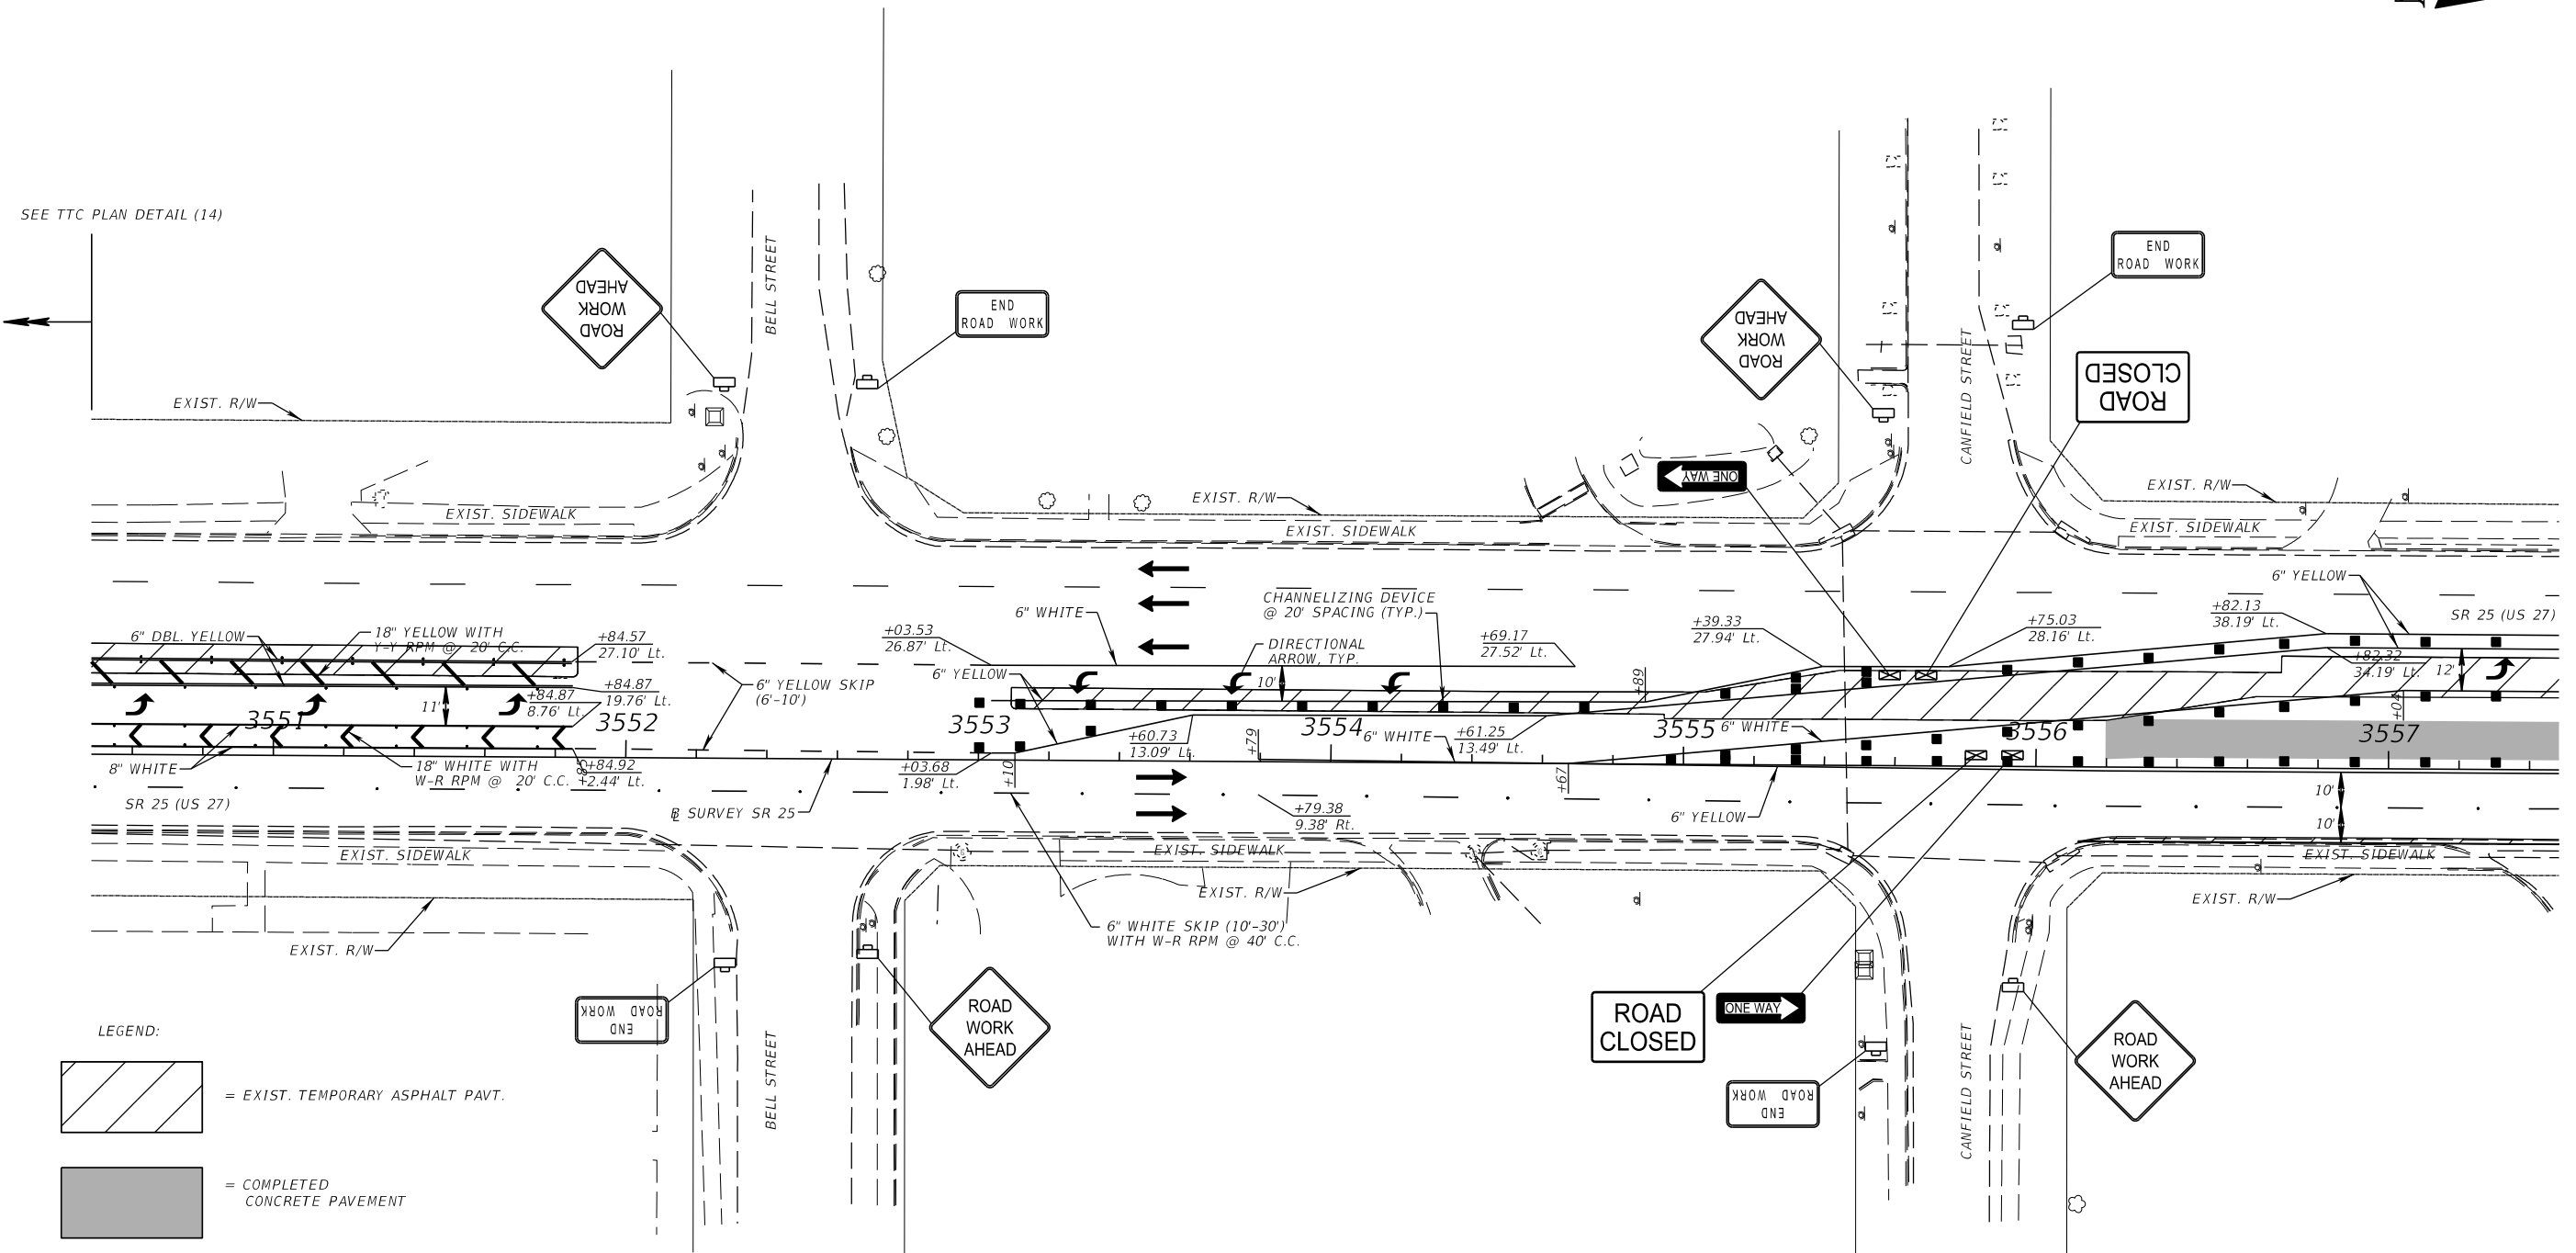 SEE TTC PLAN DETAIL (14)
BELL STREET
ROAD
WORK
AHEAD
END
ROAD WORK
ROAD
WORK
AHEAD
END
ROAD WORK
CANFIELD STREET
ROAD
CLOSED
EXIST. R/W
ONE WAY
EXIST. SIDEWALK
EXIST. R/W
EXIST. SIDEWALK
EXIST. R/W
EXIST. SIDEWALK
6" YELLOW
SR 25 (US 27)
6" DBL. YELLOW
18" YELLOW WITH
Y-Y RPM @ 20' C.C.
+84.57
27.10' Lt.
+84.87
19.76' Lt.
+84.87
8.76' Lt.
11'
3551
3552
6" YELLOW SKIP
(6'-10')
+03.53
26.87' Lt.
6" YELLOW
6" WHITE
CHANNELIZING DEVICE
@ 20' SPACING (TYP.)
DIRECTIONAL
ARROW, TYP.
10'
+69.17
27.52' Lt.
+89
+39.33
27.94' Lt.
+75.03
28.16' Lt.
+82.13
38.19' Lt.
+82.32
34.19' Lt.
12'
+04
3553
3554
3555
3556
3557
8" WHITE
18" WHITE WITH
W-R RPM @ 20' C.C.
+84.92
+2.44' Lt.
+85
+03.68
1.98' Lt.
+10
+60.73
13.09' Lt.
+79
6" WHITE
+61.25
13.49' Lt.
+67
6" WHITE
SR 25 (US 27)
B SURVEY SR 25
+79.38
9.38' Rt.
6" YELLOW
10'
10'
EXIST. SIDEWALK
EXIST. SIDEWALK
EXIST. SIDEWALK
EXIST. R/W
EXIST. R/W
EXIST. R/W
6" WHITE SKIP (10'-30')
WITH W-R RPM @ 40' C.C.
END
ROAD WORK
ROAD
WORK
AHEAD
BELL STREET
ROAD
CLOSED
ONE WAY
END
ROAD WORK
CANFIELD STREET
ROAD
WORK
AHEAD
LEGEND:
= EXIST. TEMPORARY ASPHALT PAVT.
= COMPLETED
CONCRETE PAVEMENT